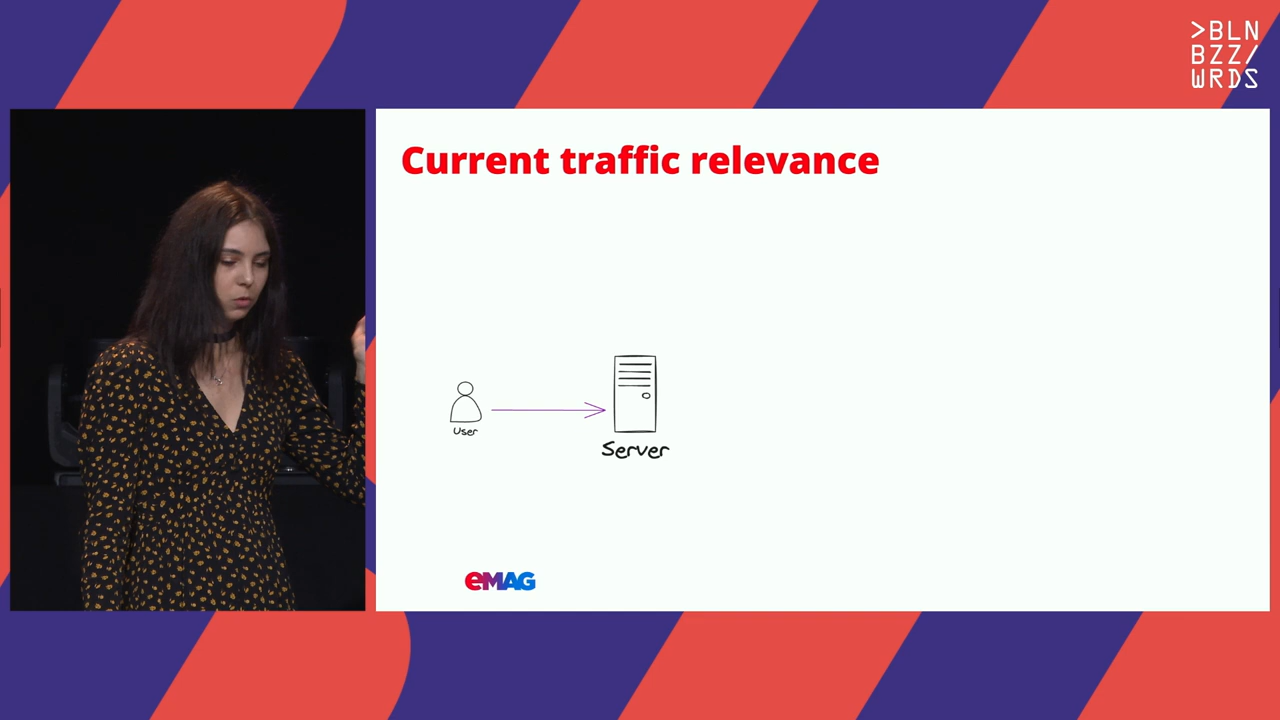 >BLN
BZZ/
WRDS
Current traffic relevance
User
Server
eMAG